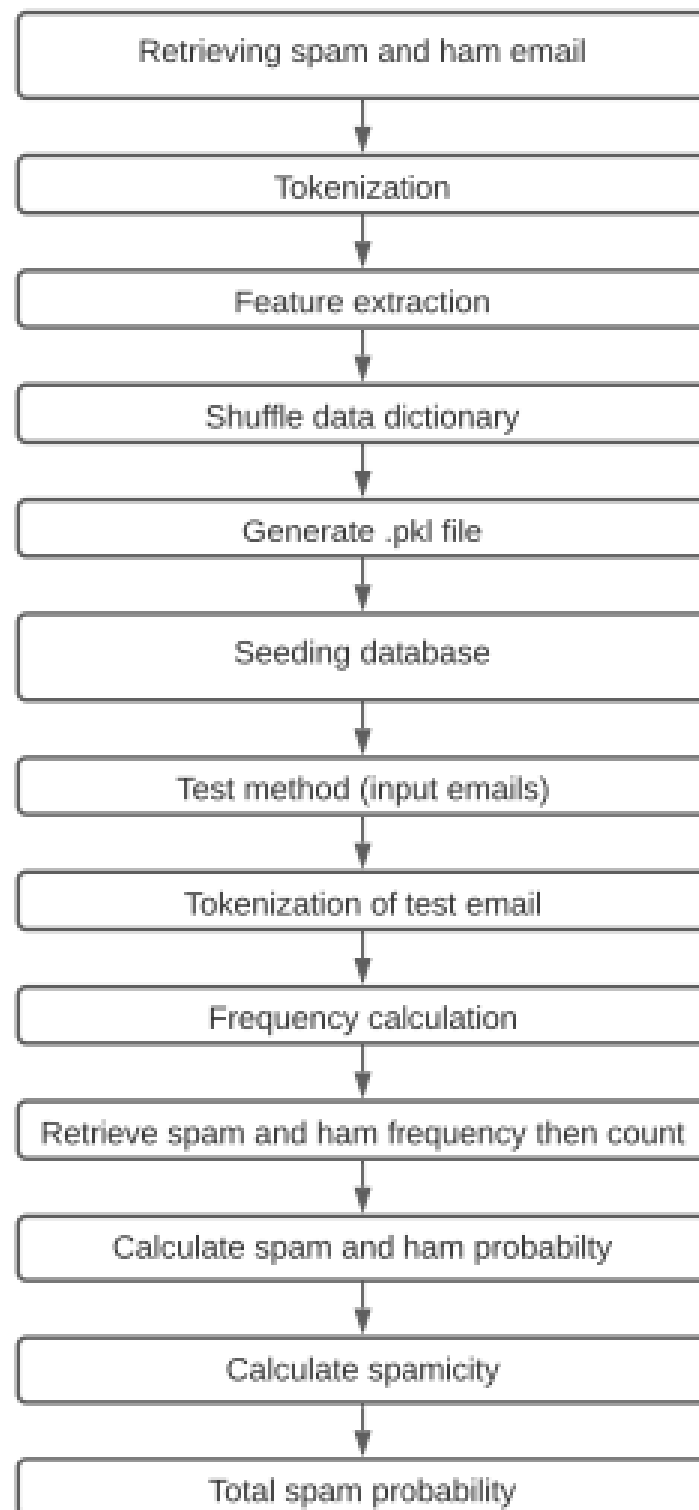 Retrieving spam and ham email
Tokenization
Feature extraction
Shuffle data dictionary
Generate .pkl file
Seeding database
Test method (input emails)
Tokenization of test email
Frequency calculation
Retrieve spam and ham frequency then count
Calculate spam and ham probabilty
Calculate spamicity
Total spam probability